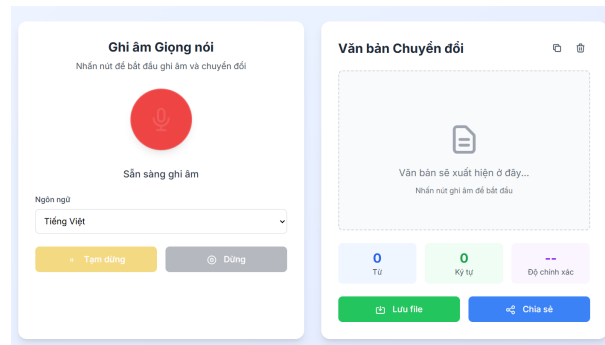 Ghi âm Giọng nói
Nhấn nút để bắt đầu ghi âm và chuyển đổi
Sẵn sàng ghi âm
Ngôn ngữ
Tiếng Việt
Tạm dừng
Dừng
Văn bản Chuyển đổi
Văn bản sẽ xuất hiện ở đây...
Nhấn nút ghi âm để bắt đầu
0
Từ
0
Ký tự
--
Độ chính xác
Lưu file
Chia sẻ